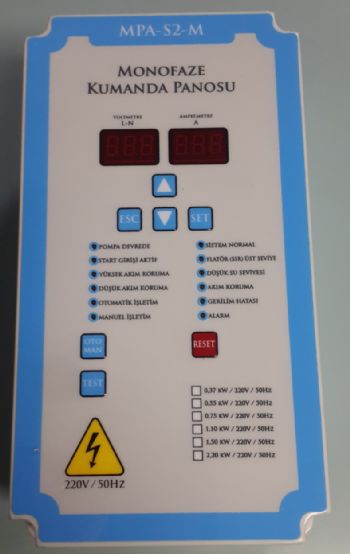 MPA-S2-M
MONOFAZE
KUMANDA PANOSU
VOLTMETRE
L-N
AMPERMETRE
A
ESC
SET
POMPA DEVREDE
START GİRİŞİ AKTİF
YÜKSEK AKIM KORUMA
DÜŞÜK AKIM KORUMA
OTOMATİK İŞLETİM
MANUEL İŞLETİM
SİSTEM NORMAL
FLATÖR (SSR) ÜST SEVİYE
DÜŞÜK SU SEVİYESİ
AKIM KORUMA
GERİLİM HATASI
ALARM
OTO
MAN
RESET
TEST
0,37 KW / 220V / 50Hz
0.55 KW / 220V / 50Hz
0.75 KW / 220V / 50Hz
1,10 KW / 220V / 50Hz
1,50 KW / 220V / 50Hz
2,20 KW / 220V / 50Hz
220V / 50Hz